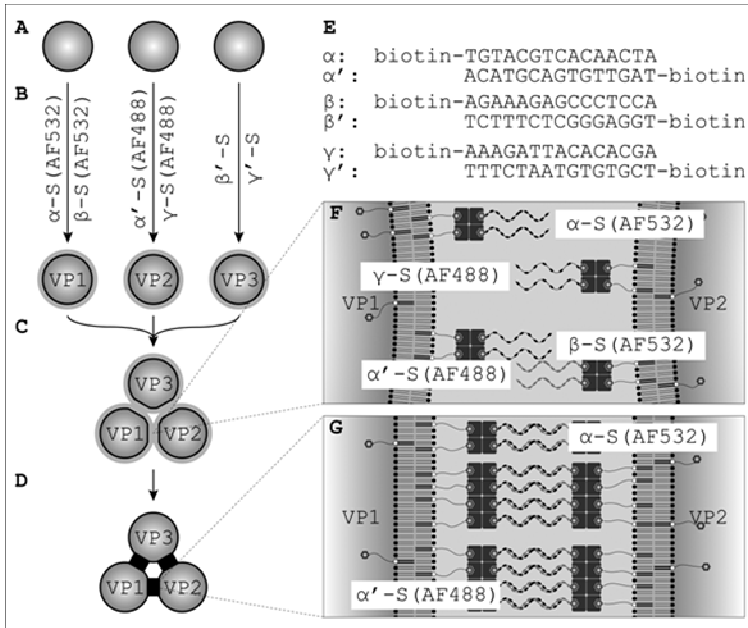 A
B
α-S(AF532)
β-S(AF532)
α′-S(AF488)
γ-S(AF488)
β′-S
γ′-S
VP1
VP2
VP3
C
VP3
VP1
VP2
D
VP3
VP1
VP2
E
α: biotin-TGTACGTCACAACTA
α′: ACATGCAGTGTTGAT-biotin
β: biotin-AGAAAGAGCCCTCCA
β′: TCTTTCTCGGGAGGT-biotin
γ: biotin-AAAGATTACACACGA
γ′: TTTCTAATGTGTGCT-biotin
F
α-S(AF532)
γ-S(AF488)
VP1
VP2
β-S(AF532)
α′-S(AF488)
G
α-S(AF532)
VP1
VP2
α′-S(AF488)